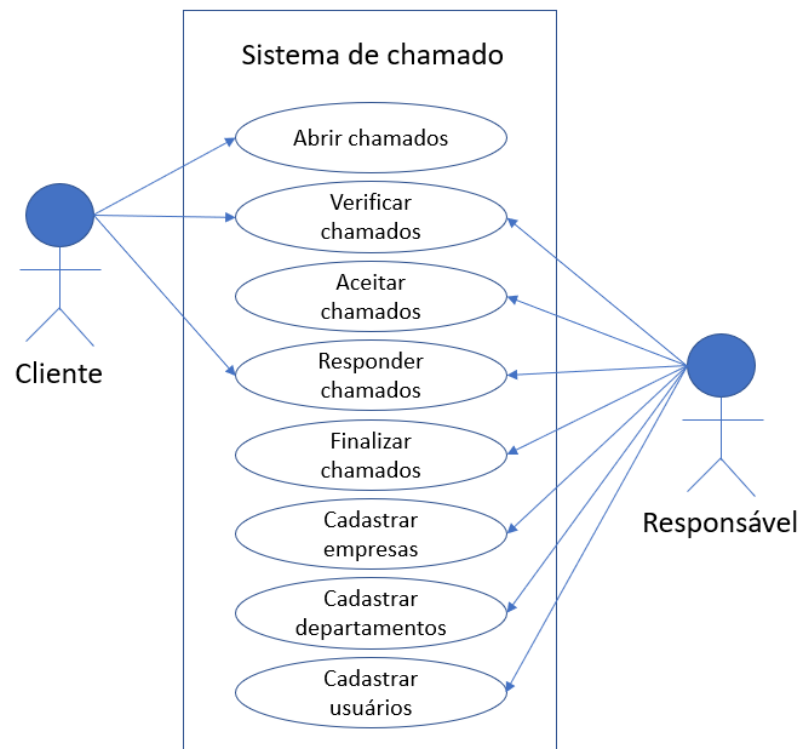 Sistema de chamado
Abrir chamados
Verificar
chamados
Aceitar
chamados
Responder
chamados
Cliente
Finalizar
chamados
Cadastrar
empresas
Responsável
Cadastrar
departamentos
Cadastrar
usuários